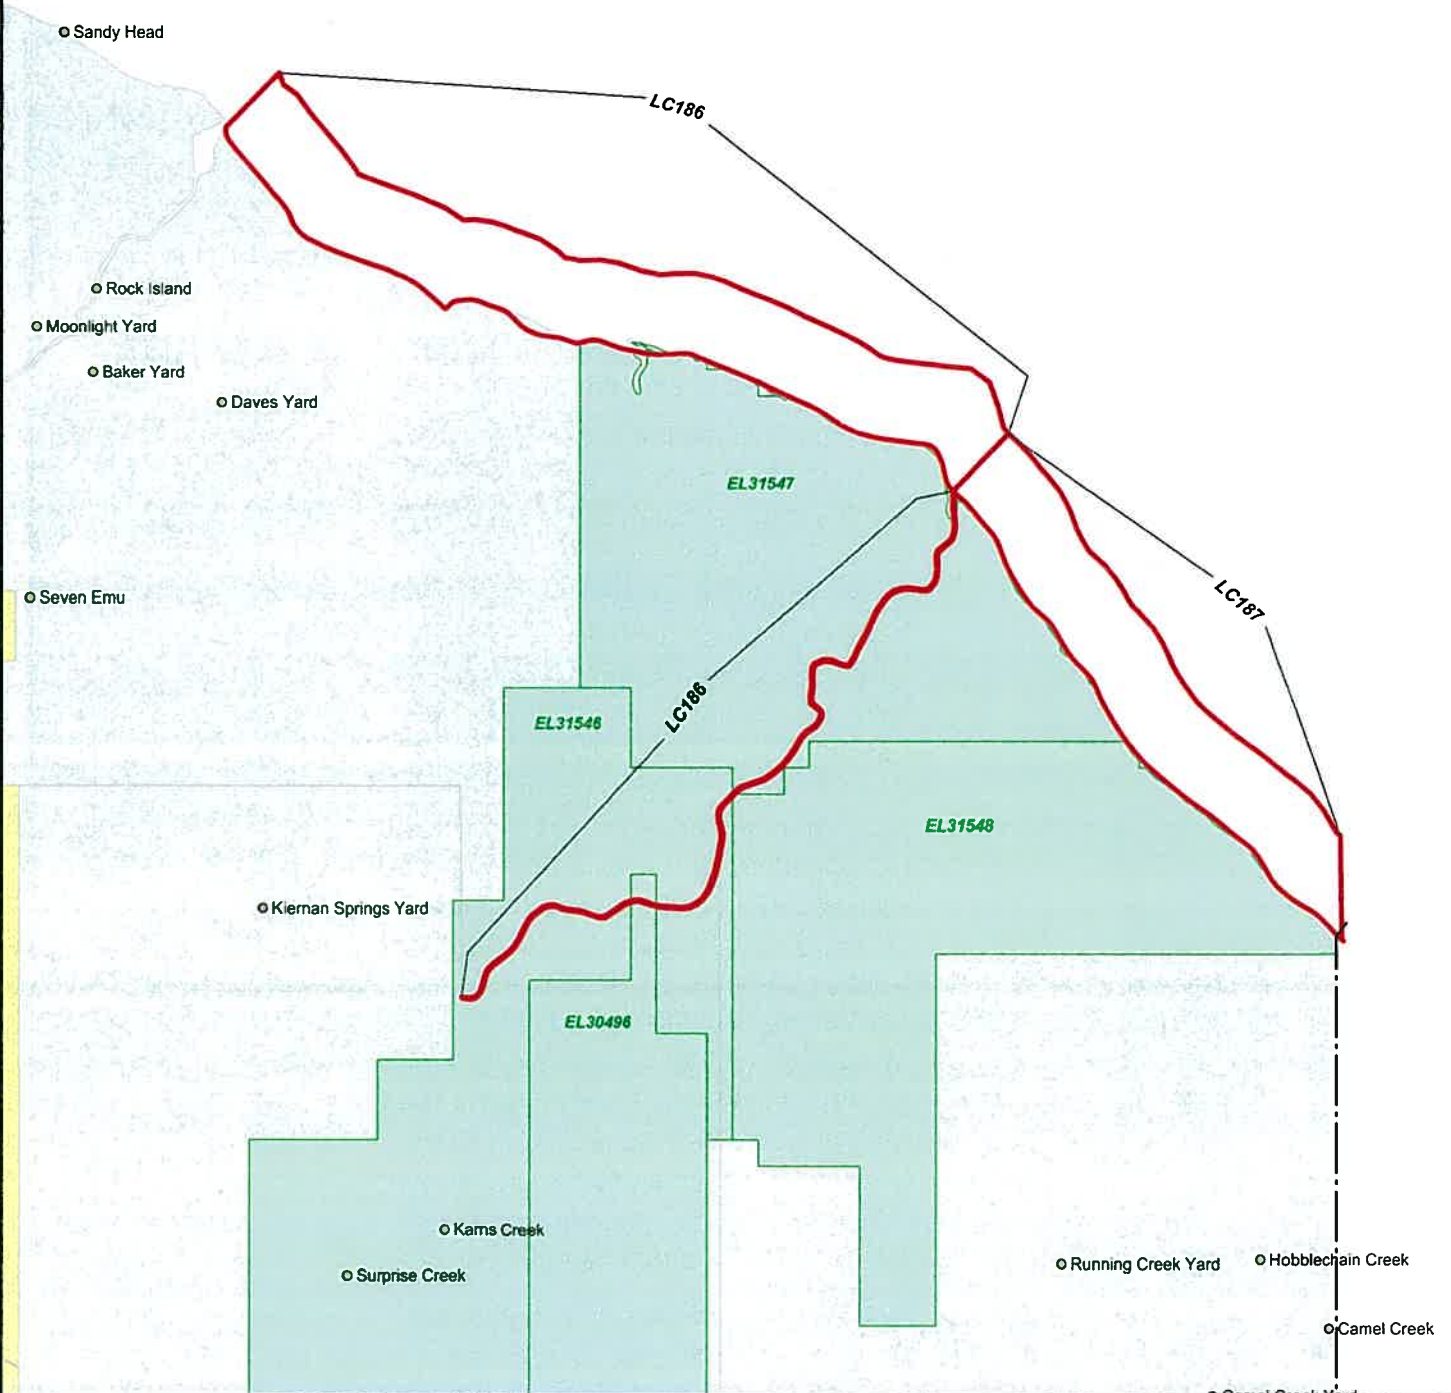 Sandy Head
LC186
Rock Island
Moonlight Yard
Baker Yard
Daves Yard
EL31547
Seven Emu
LC187
LC186
EL31546
EL31548
Kiernan Springs Yard
EL30496
Karns Creek
Surprise Creek
Running Creek Yard
Hobblechain Creek
Camel Creek